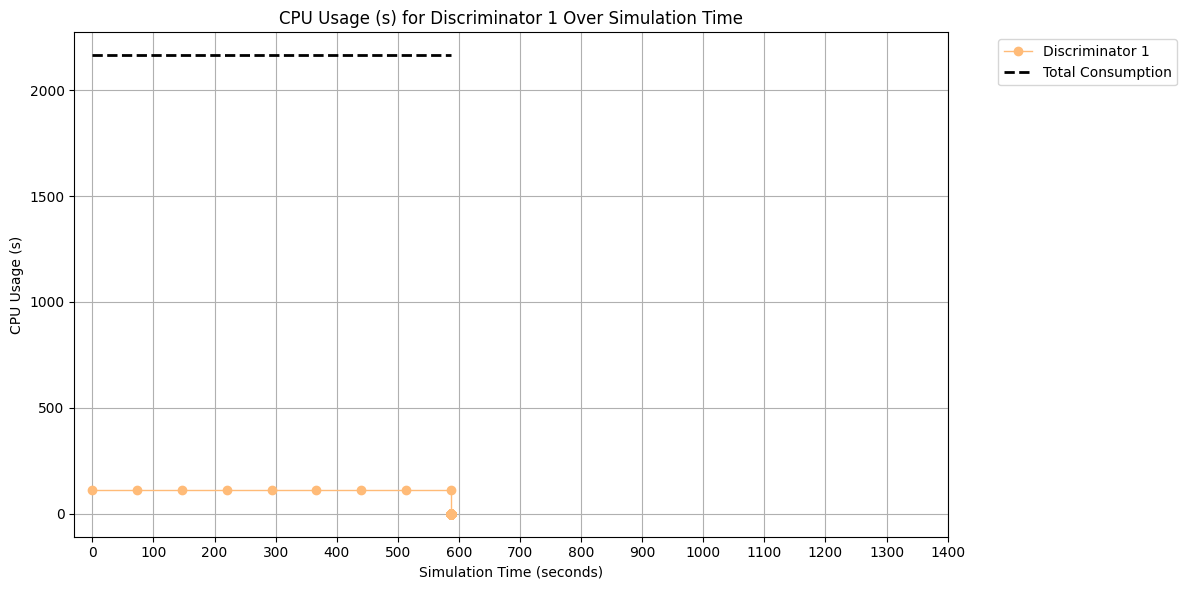 CPU Usage (s) for Discriminator 1 Over Simulation Time
Discriminator 1
Total Consumption
CPU Usage (s)
2000
1500
1000
500
0
0 100 200 300 400 500 600 700 800 900 1000 1100 1200 1300 1400
Simulation Time (seconds)